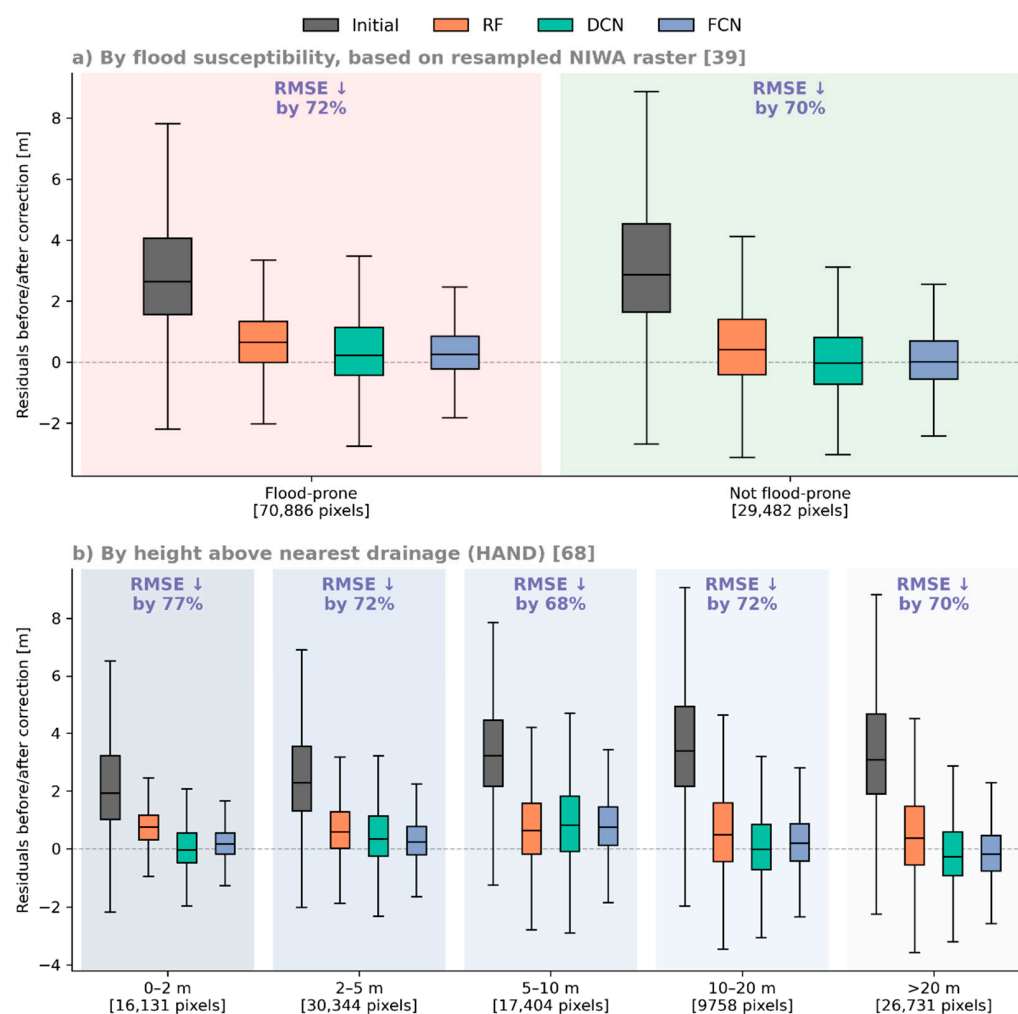 Initial RF DCN FCN
a) By flood susceptibility, based on resampled NIWA raster [39]
RMSE ↓
by 72%
RMSE ↓
by 70%
Residuals before/after correction [m]
8
6
4
2
0
−2
Flood-prone
[70,886 pixels]
Not flood-prone
[29,482 pixels]
b) By height above nearest drainage (HAND) [68]
RMSE ↓
by 77%
RMSE ↓
by 72%
RMSE ↓
by 68%
RMSE ↓
by 72%
RMSE ↓
by 70%
Residuals before/after correction [m]
8
6
4
2
0
−2
−4
0–2 m
[16,131 pixels]
2–5 m
[30,344 pixels]
5–10 m
[17,404 pixels]
10–20 m
[9758 pixels]
>20 m
[26,731 pixels]